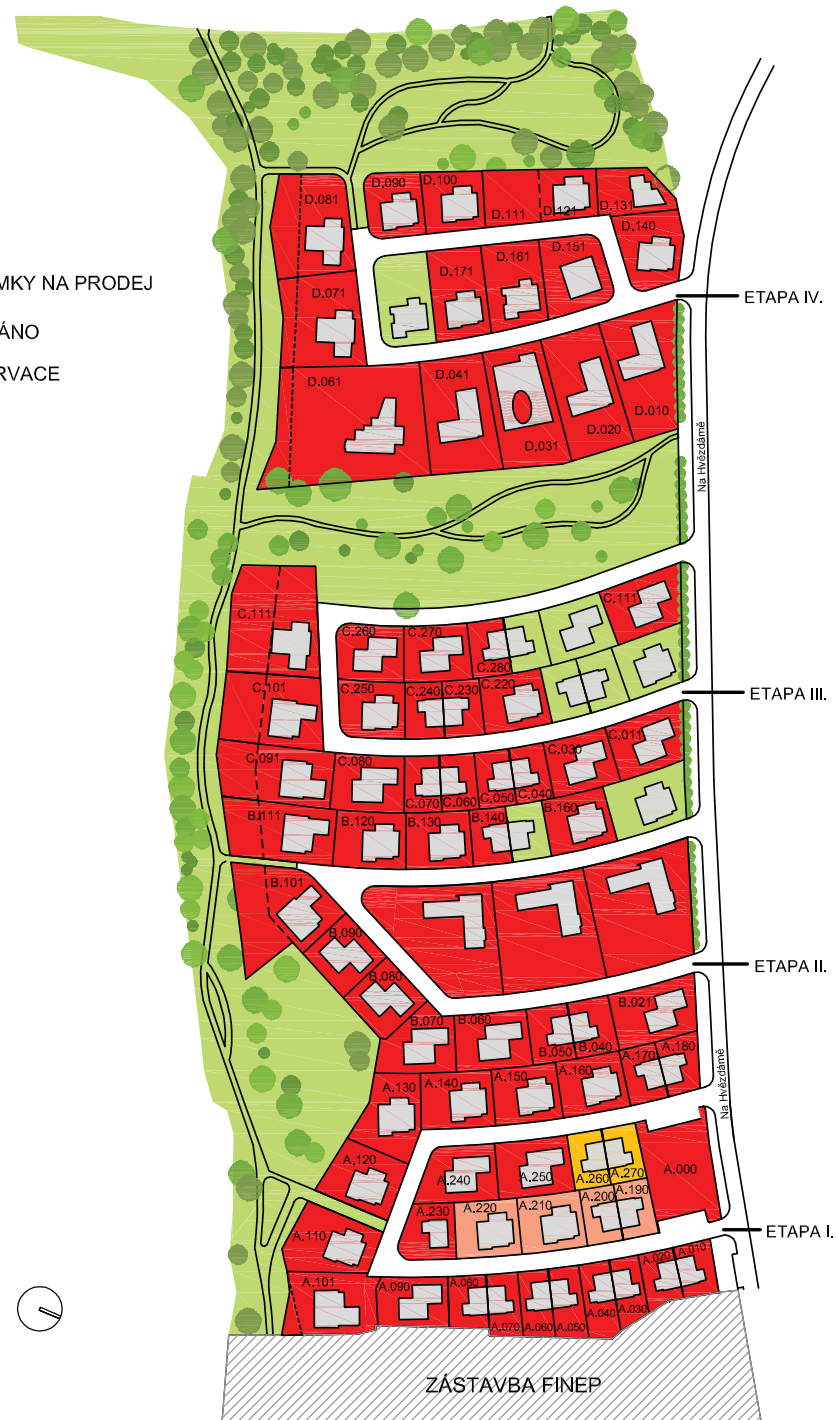 D.081
D.090
D.100
D.111
D.121
D.131
D.140
D.171
D.161
D.151
MKY NA PRODEJ
D.071
ETAPA IV.
ÁNO
RVACE
D.061
D.041
D.031
D.020
D.010
Na Hvězdárně
C.111
C.260
C.270
C.280
C.111
C.101
C.250
C.240
C.230
C.220
ETAPA III.
C.091
C.080
C.070
C.060
C.050
C.040
C.030
C.011
B.111
B.120
B.130
B.140
B.160
B.101
B.090
B.080
ETAPA II.
B.070
B.060
B.050
B.040
B.021
A.130
A.140
A.150
A.160
A.170
A.180
Na Hvězdárně
A.120
A.240
A.250
A.260
A.270
A.000
A.110
A.230
A.220
A.210
A.200
A.190
ETAPA I.
A.101
A.090
A.080
A.070
A.060
A.050
A.040
A.030
A.020
A.010
ZÁSTAVBA FINEP